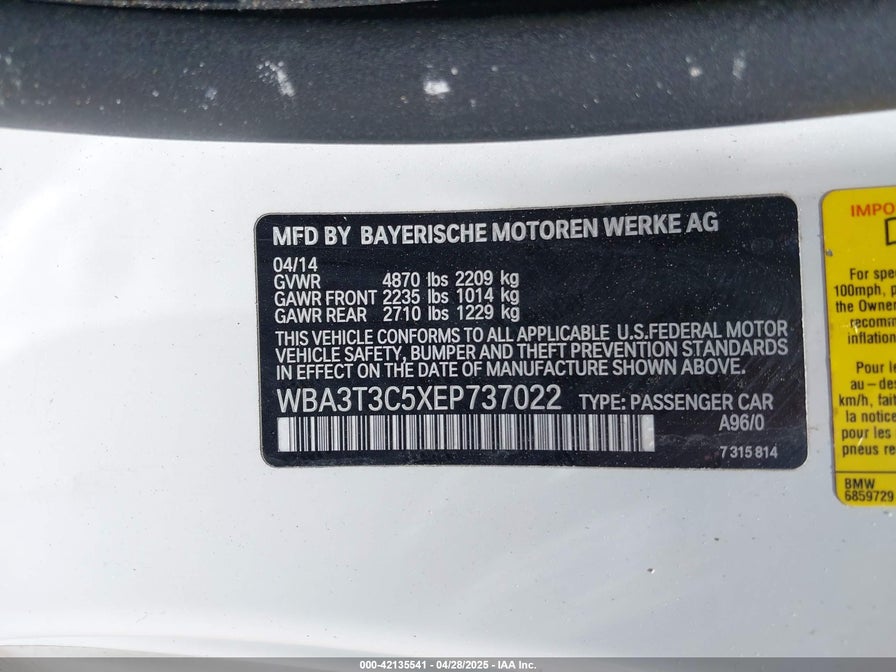 MFD BY BAYERISCHE MOTOREN WERKE AG
04/14
GVWR 4870 lbs 2209 kg
GAWR FRONT 2235 lbs 1014 kg
GAWR REAR 2710 lbs 1229 kg
THIS VEHICLE CONFORMS TO ALL APPLICABLE U.S.FEDERAL MOTOR
VEHICLE SAFETY, BUMPER AND THEFT PREVENTION STANDARDS
IN EFFECT ON THE DATE OF MANUFACTURE SHOWN ABOVE.
WBA3T3C5XEP737022 TYPE: PASSENGER CAR
A96/0
7 315 814
IMPO
For spe
100mph, p
the Owner
recomm
inflation
Pour le
au – des
km/h, fait
la notice
pour les
pneus re
BMW
6859729
000-42135541 | 04/28/2025 | IAA Inc.